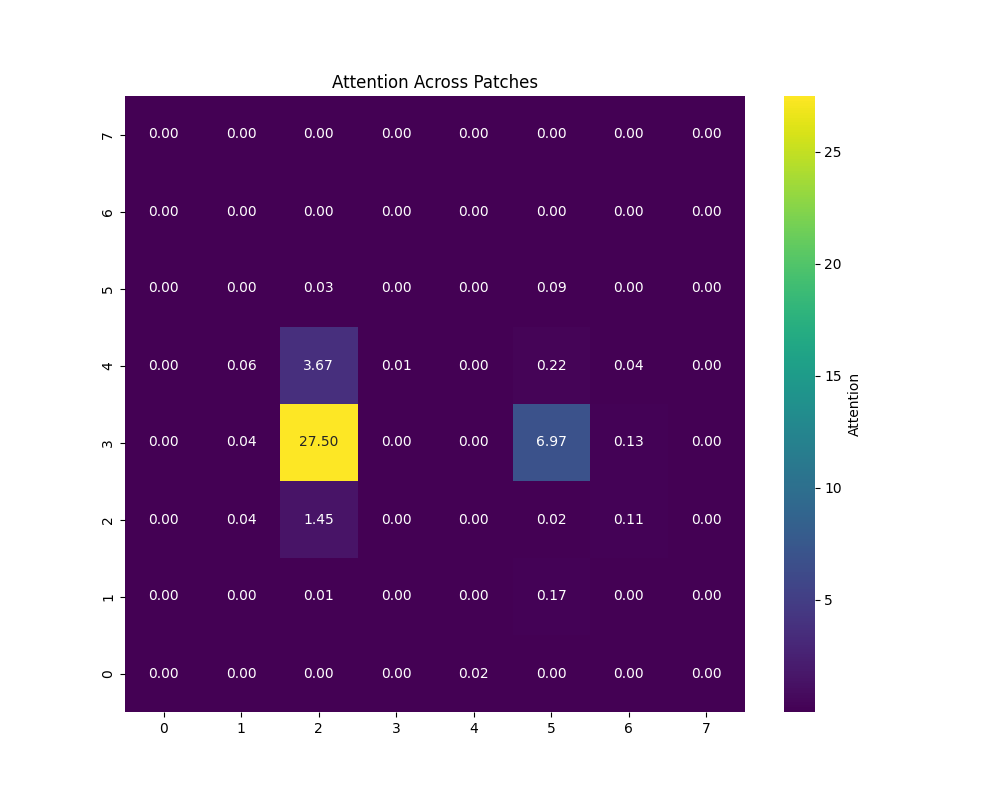 Attention Across Patches
7 0.00 0.00 0.00 0.00 0.00 0.00 0.00 0.00
25
6 0.00 0.00 0.00 0.00 0.00 0.00 0.00 0.00
20
5 0.00 0.00 0.03 0.00 0.00 0.09 0.00 0.00
4 0.00 0.06 3.67 0.01 0.00 0.22 0.04 0.00
15
Attention
3 0.00 0.04 27.50 0.00 0.00 6.97 0.13 0.00
10
2 0.00 0.04 1.45 0.00 0.00 0.02 0.11 0.00
1 0.00 0.00 0.01 0.00 0.00 0.17 0.00 0.00
5
0 0.00 0.00 0.00 0.00 0.02 0.00 0.00 0.00
0 1 2 3 4 5 6 7